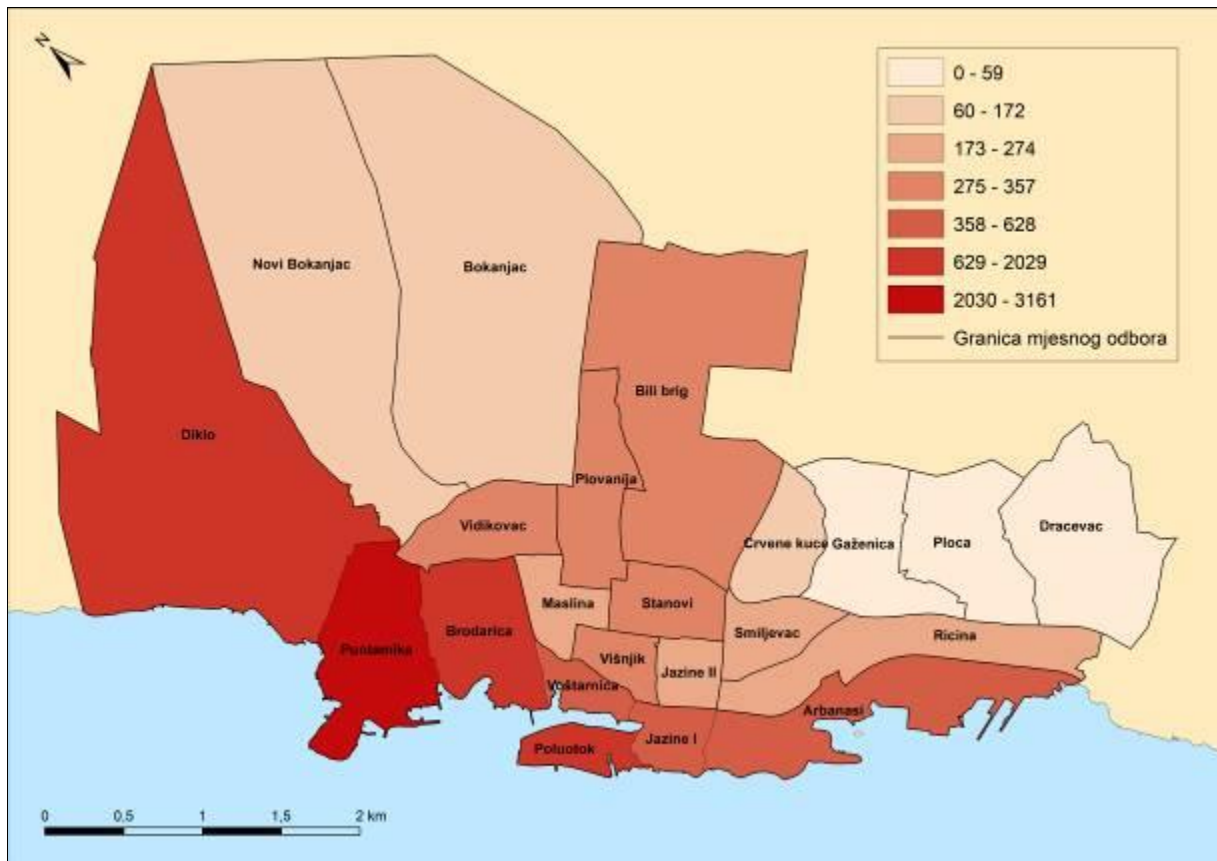 N
0 - 59
60 - 172
173 - 274
275 - 357
358 - 628
629 - 2029
2030 - 3161
Granica mjesnog odbora
Novi Bokanjac
Bokanjac
Bili brig
Diklo
Plovanija
Vidikovac
Crvene kuce
Gaženica
Ploca
Dracevac
Maslina
Stanovi
Brodarica
Smiljevac
Ricina
Puntamika
Višnjik
Jazine II
Voštarnica
Arbanasi
Poluotok
Jazine I
0 0,5 1 1,5 2 km